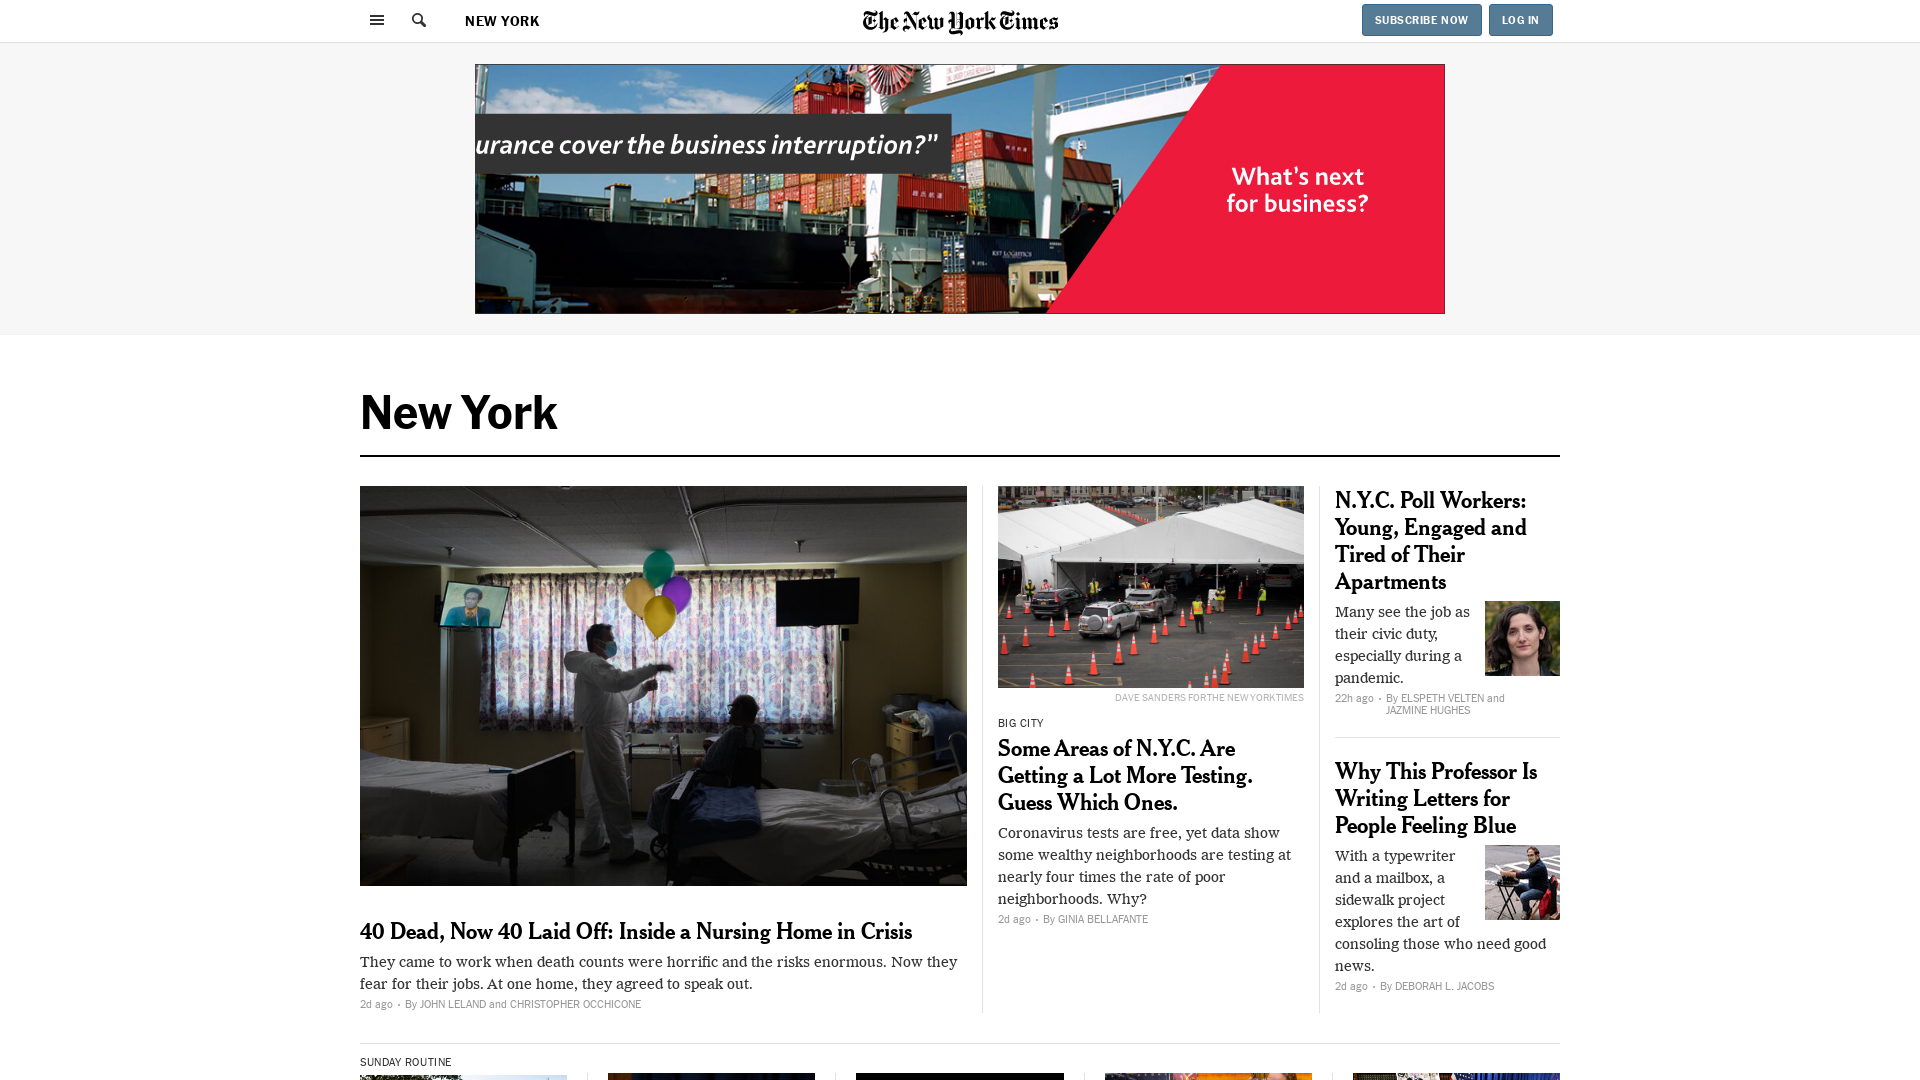 NEW YORK
The New York Times
SUBSCRIBE NOW
LOG IN
urance cover the business interruption?”
What's next
for business?
New York
40 Dead, Now 40 Laid Off: Inside a Nursing Home in Crisis
They came to work when death counts were horrific and the risks enormous. Now they
fear for their jobs. At one home, they agreed to speak out.
2d ago • By JOHN LELAND and CHRISTOPHER OCCHICONE
DAVE SANDERS FOR THE NEW YORK TIMES
BIG CITY
Some Areas of N.Y.C. Are
Getting a Lot More Testing.
Guess Which Ones.
Coronavirus tests are free, yet data show
some wealthy neighborhoods are testing at
nearly four times the rate of poor
neighborhoods. Why?
2d ago • By GINIA BELLAFANTE
N.Y.C. Poll Workers:
Young, Engaged and
Tired of Their
Apartments
Many see the job as
their civic duty,
especially during a
pandemic.
22h ago • By ELSPETH VELTEN and
JAZMINE HUGHES
Why This Professor Is
Writing Letters for
People Feeling Blue
With a typewriter
and a mailbox, a
sidewalk project
explores the art of
consoling those who need good
news.
2d ago • By DEBORAH L. JACOBS
SUNDAY ROUTINE